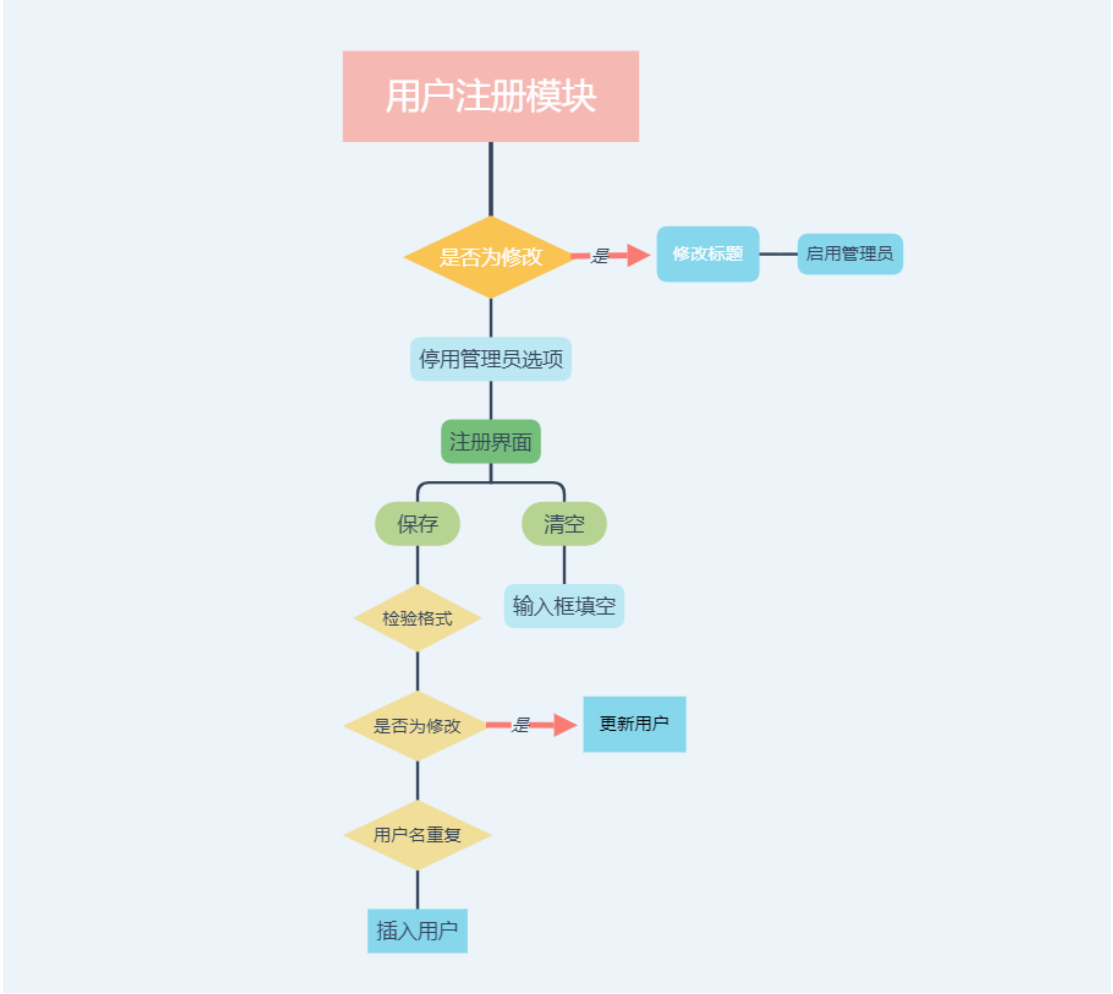 用户注册模块
是否为修改
是
修改标题
启用管理员
停用管理员选项
注册界面
保存
清空
检验格式
输入框填空
是否为修改
是
更新用户
用户名重复
插入用户